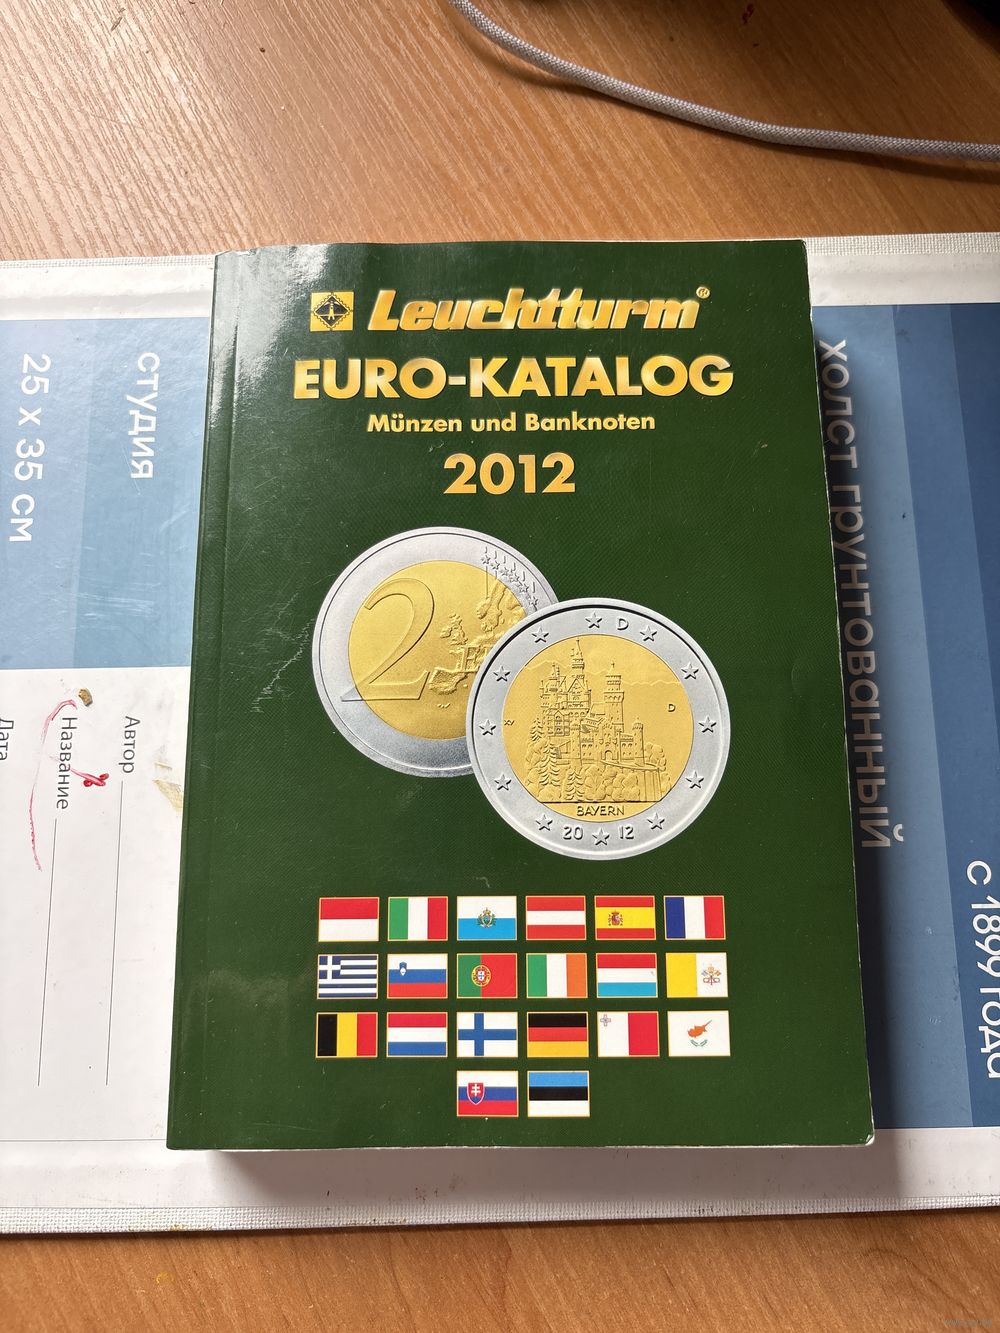 Leuchtturm®
EURO-KATALOG
Münzen und Banknoten
2012
2
D
D
BAYERN
20 12
студия
25 х 35 см
Автор
Название
Дата
холст грунтованный
с 1899 года